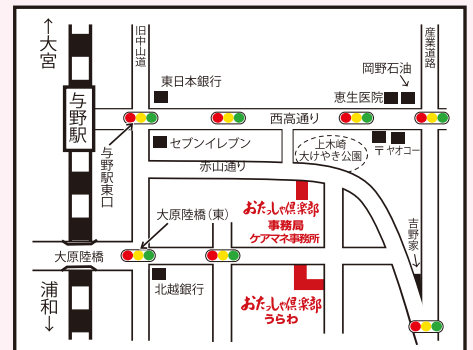 ↑大宮
旧中山道
産業道路
岡野石油
東日本銀行
恵生医院
与野駅
西高通り
与野駅東口
セブンイレブン
上木崎
大けやき公園
〒ヤオコー
赤山通り
おたっしゃ倶楽部
事務局
ケアマネ事務所
大原陸橋(東)
吉野家
大原陸橋
北越銀行
浦和↓
おたっしゃ倶楽部
うらわ